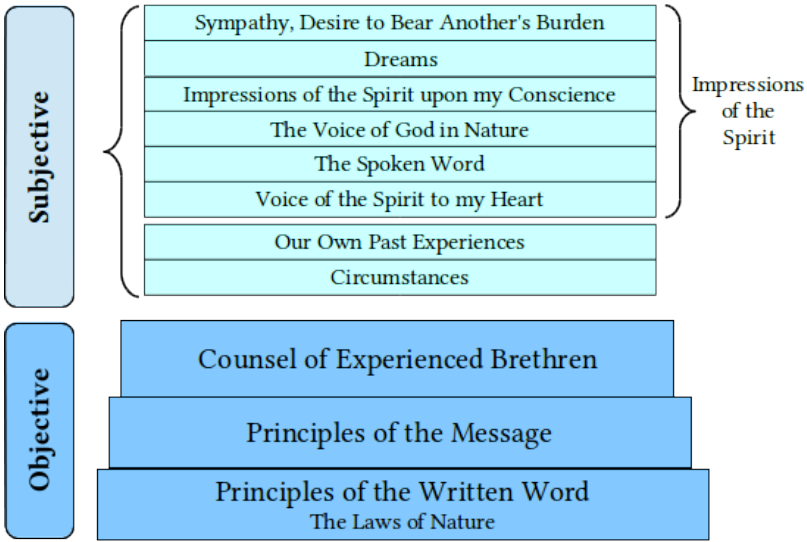 Subjective
Sympathy, Desire to Bear Another's Burden
Dreams
Impressions of the Spirit upon my Conscience
The Voice of God in Nature
The Spoken Word
Voice of the Spirit to my Heart
Impressions
of the
Spirit
Our Own Past Experiences
Circumstances
Objective
Counsel of Experienced Brethren
Principles of the Message
Principles of the Written Word
The Laws of Nature